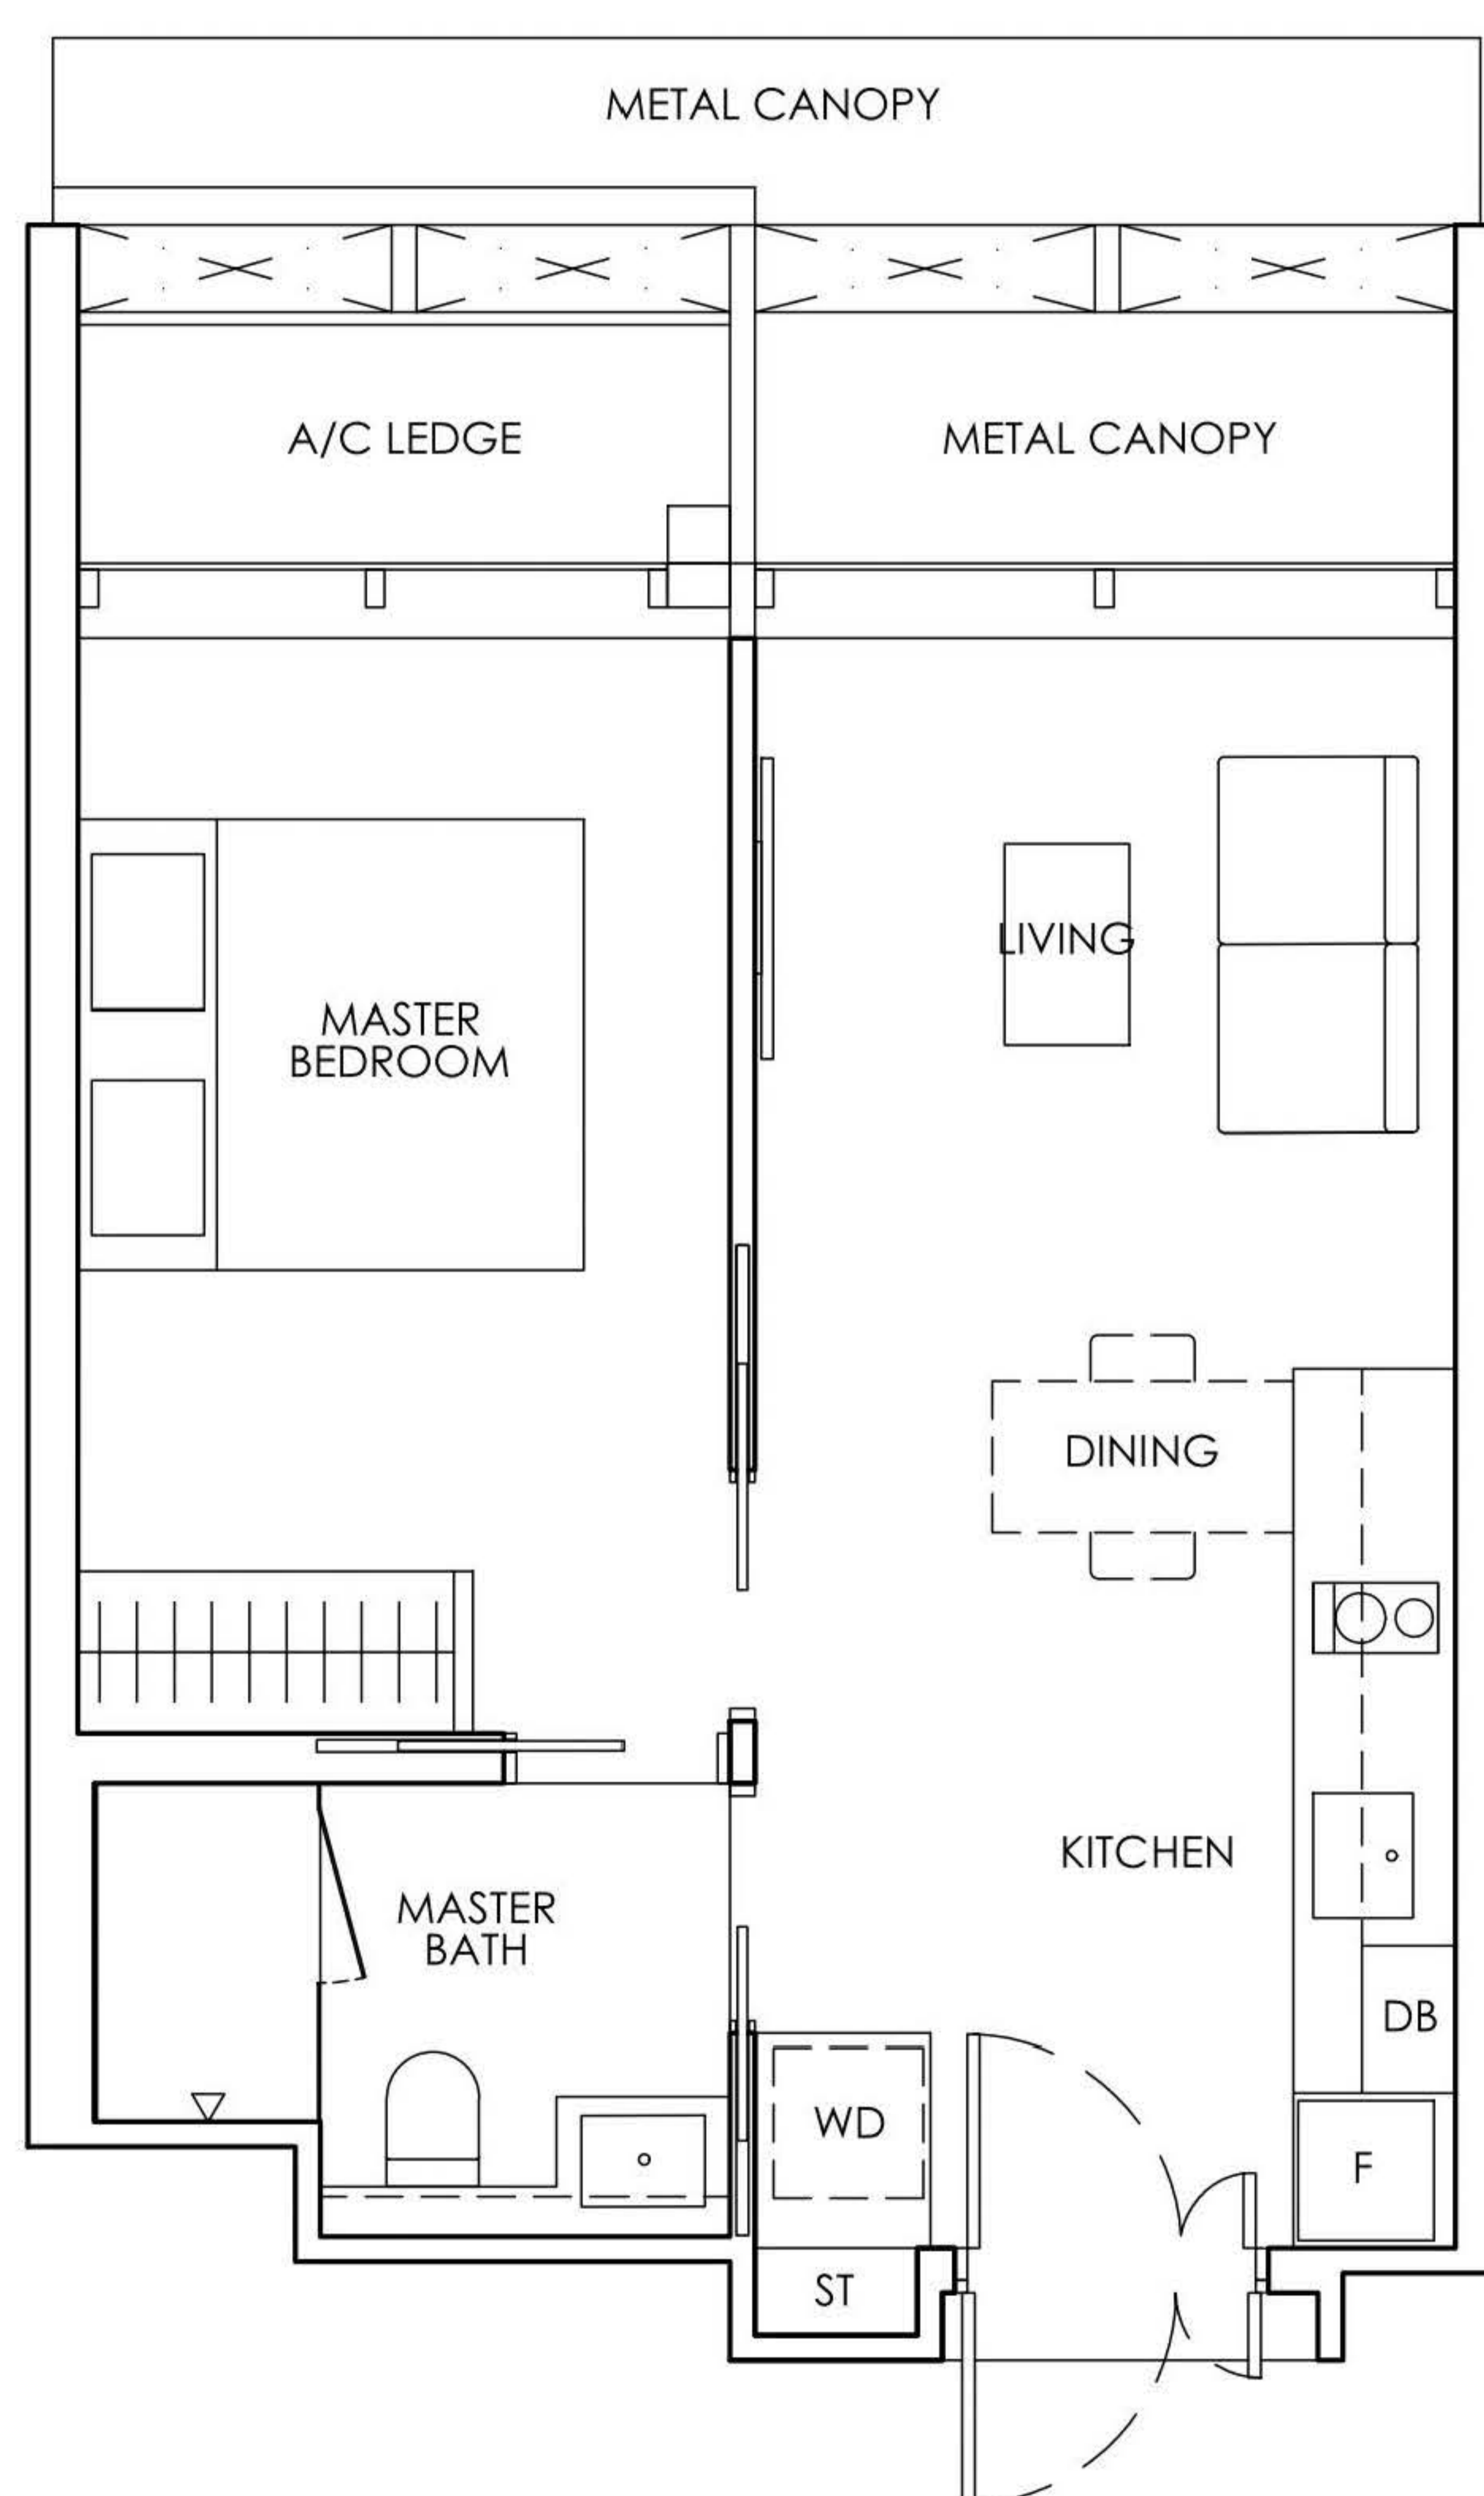 METAL CANOPY
A/C LEDGE
METAL CANOPY
LIVING
MASTER
BEDROOM
DINING
KITCHEN
MASTER
BATH
DB
WD
F
ST